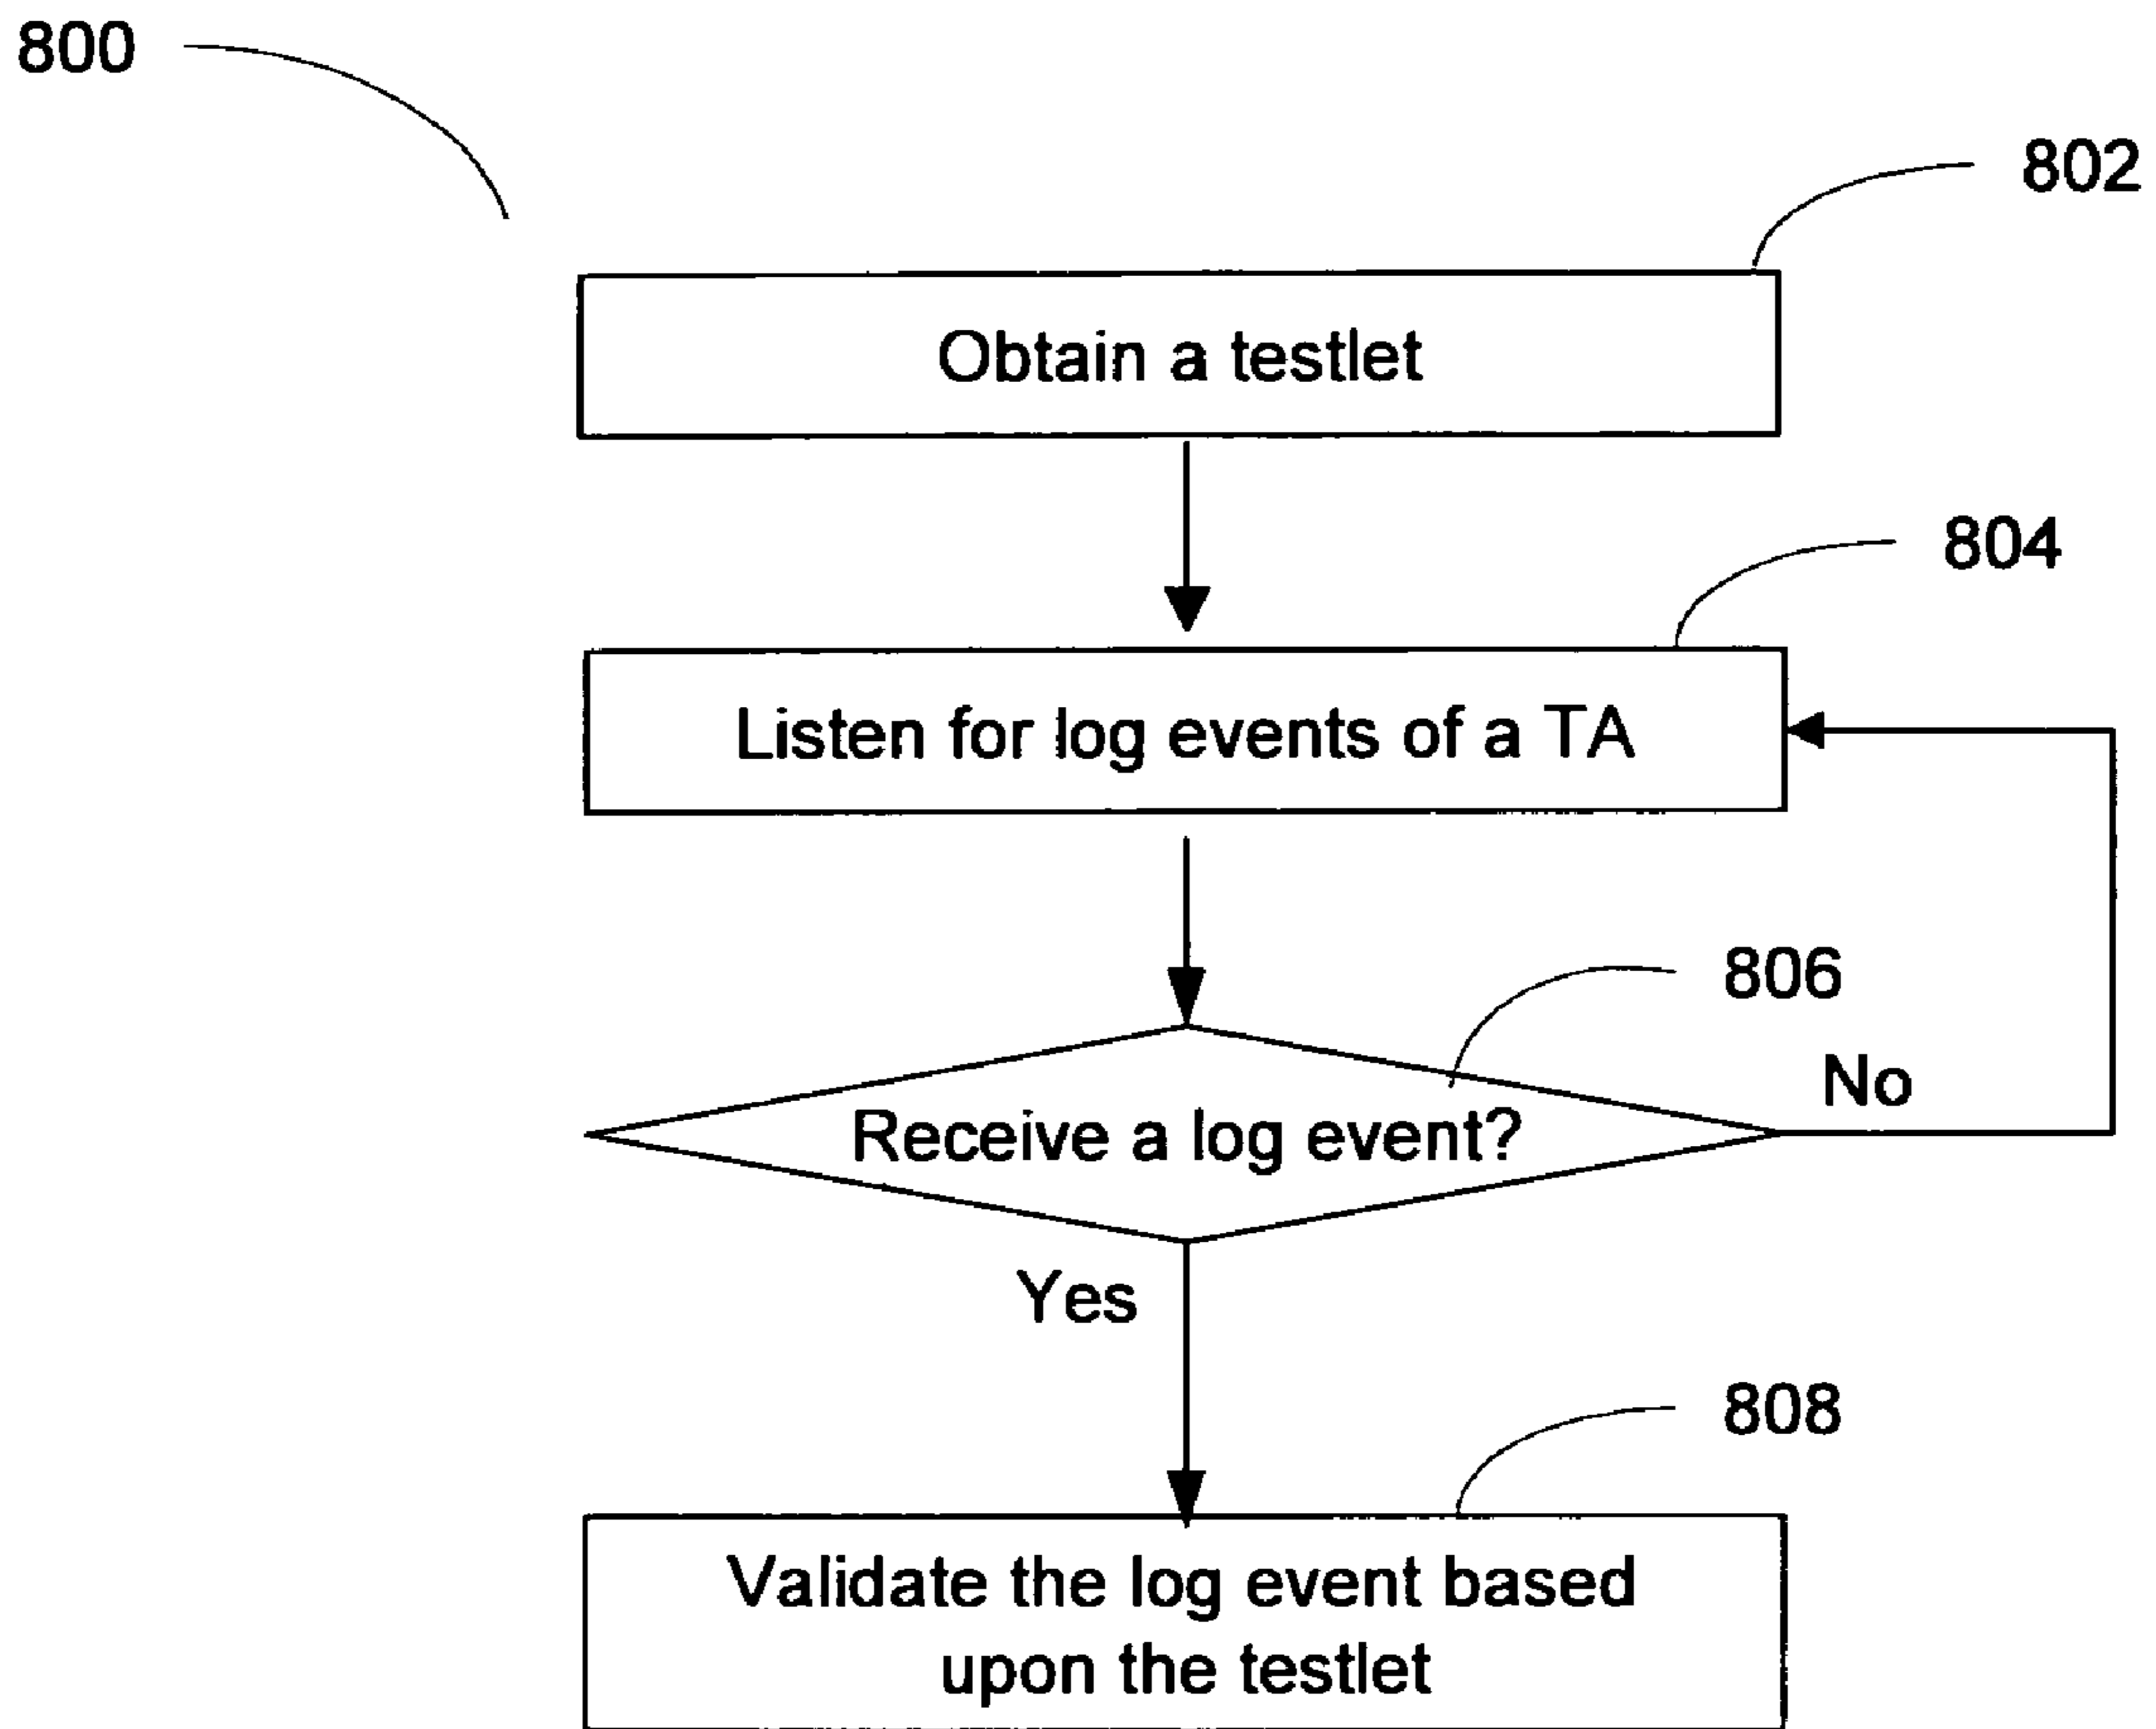 800
802
Obtain a testlet
804
Listen for log events of a TA
806
No
Receive a log event?
Yes
808
Validate the log event based
upon the testlet